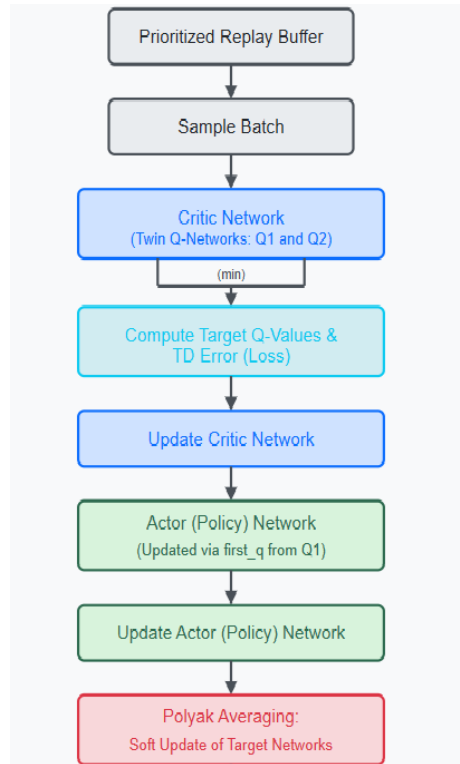 Prioritized Replay Buffer
Sample Batch
Critic Network
(Twin Q-Networks: Q1 and Q2)
(min)
Compute Target Q-Values &
TD Error (Loss)
Update Critic Network
Actor (Policy) Network
(Updated via first_q from Q1)
Update Actor (Policy) Network
Polyak Averaging:
Soft Update of Target Networks